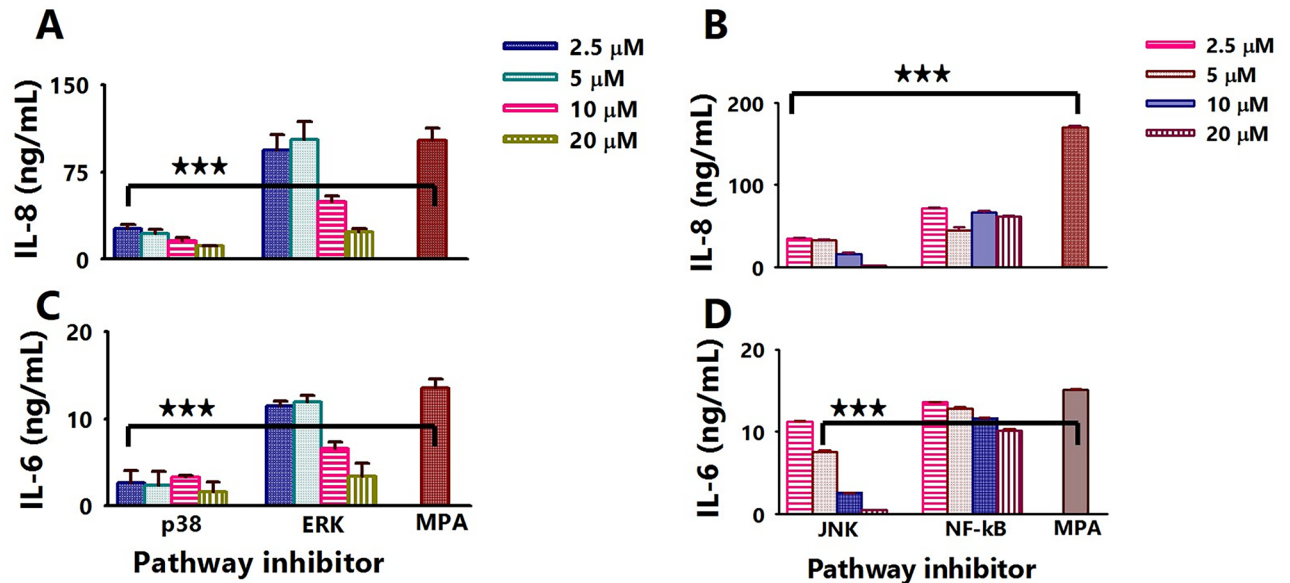 A
IL-8 (ng/mL)
150
75
0
★★★
2.5 μM
5 μM
10 μM
20 μM
B
IL-8 (ng/mL)
200
100
0
★★★
2.5 μM
5 μM
10 μM
20 μM
C
IL-6 (ng/mL)
20
10
0
★★★
p38
ERK
MPA
Pathway inhibitor
D
IL-6 (ng/mL)
20
10
0
★★★
JNK
NF-kB
MPA
Pathway inhibitor